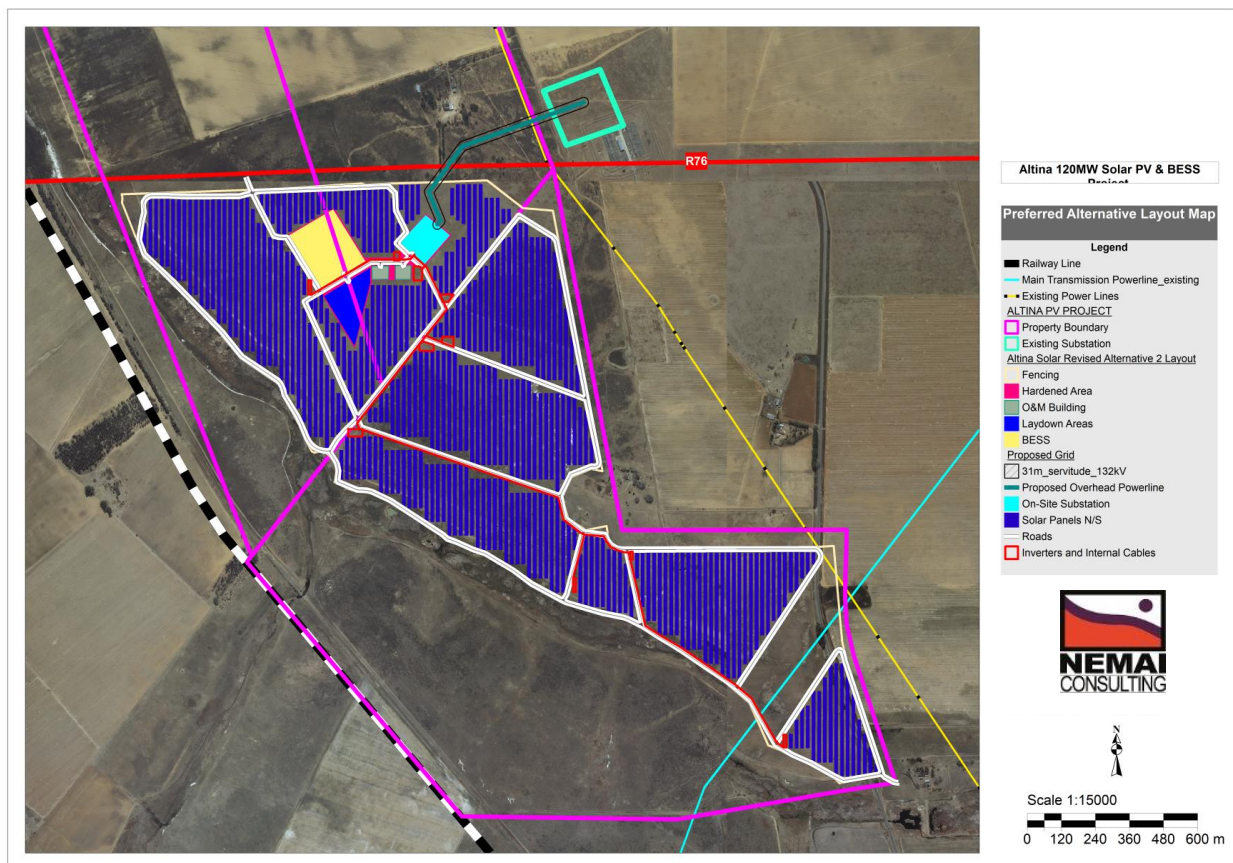 R76
Altina 120MW Solar PV & BESS
Project
Preferred Alternative Layout Map
Legend
Railway Line
Main Transmission Powerline_existing
Existing Power Lines
ALTINA PV PROJECT
Property Boundary
Existing Substation
Altina Solar Revised Alternative 2 Layout
Fencing
Hardened Area
O&M Building
Laydown Areas
BESS
Proposed Grid
31m_servitude_132kV
Proposed Overhead Powerline
On-Site Substation
Solar Panels N/S
Roads
Inverters and Internal Cables
NEMAI
CONSULTING
N
Scale 1:15000
0 120 240 360 480 600 m